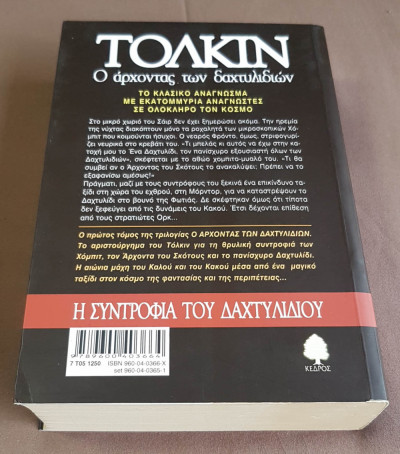 ΤΟΛΚΙΝ
Ο άρχοντας των δαχτυλιδιών
ΤΟ ΚΛΑΣΙΚΟ ΑΝΑΓΝΩΣΜΑ
ΜΕ ΕΚΑΤΟΜΜΥΡΙΑ ΑΝΑΓΝΩΣΤΕΣ
ΣΕ ΟΛΟΚΛΗΡΟ ΤΟΝ ΚΟΣΜΟ
Στο μικρό χωριό του Σάιρ δεν έχει ξημερώσει ακόμα. Την ηρεμία
της νύχτας διακόπτουν μόνο τα ροχαλητά των μικροσκοπικών Χό-
μπιτ που κοιμούνται ήσυχοι. Ο νεαρός Φρόντο, όμως, στριφογυρί-
ζει νευρικά στο κρεβάτι του. «Τι μπελάς κι αυτός να έχω στην κα-
τοχή μου το Ένα Δαχτυλίδι, τον πανίσχυρο εξουσιαστή όλων των
Δαχτυλιδιών», σκέφτεται με το αθώο χομπιτο-μυαλό του. «Τι θα
συμβεί αν ο Άρχοντας του Σκότους το ανακαλύψει; Πρέπει να το
εξαφανίσω αμέσως!»
Πράγματι, μαζί με τους συντρόφους του ξεκινά ένα επικίνδυνο τα-
ξίδι στη χώρα του εχθρού, τη Μόρντορ, για να καταστρέψουν το
Δαχτυλίδι στο βουνό της Φωτιάς. Δε σκέφτηκαν όμως ότι τίποτα
δεν ξεφεύγει από τις δυνάμεις του Κακού. Έτσι δέχονται επίθεση
από τους στρατιώτες Ορκ...
Ο πρώτος τόμος της τριλογίας Ο ΑΡΧΟΝΤΑΣ ΤΩΝ ΔΑΧΤΥΛΙΔΙΩΝ.
Το αριστούργημα του Τόλκιν για τη θρυλική συντροφιά των
Χόμπιτ, τον Άρχοντα του Σκότους και το πανίσχυρο Δαχτυλίδι.
Η αιώνια μάχη του Καλού και του Κακού μέσα από ένα μαγικό
ταξίδι στον κόσμο της φαντασίας και της περιπέτειας...
Η ΣΥΝΤΡΟΦΙΑ ΤΟΥ ΔΑΧΤΥΛΙΔΙΟΥ
9789600403664
7 T05 1250 ISBN 960-04-0366-X
set 960-04-0365-1
ΚΕΔΡΟΣ